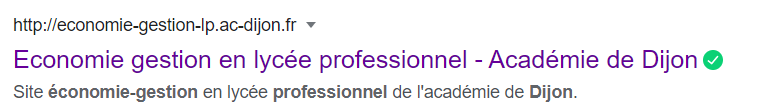 http://economie-gestion-lp.ac-dijon.fr
Economie gestion en lycée professionnel - Académie de Dijon
Site économie-gestion en lycée professionnel de l'académie de Dijon.